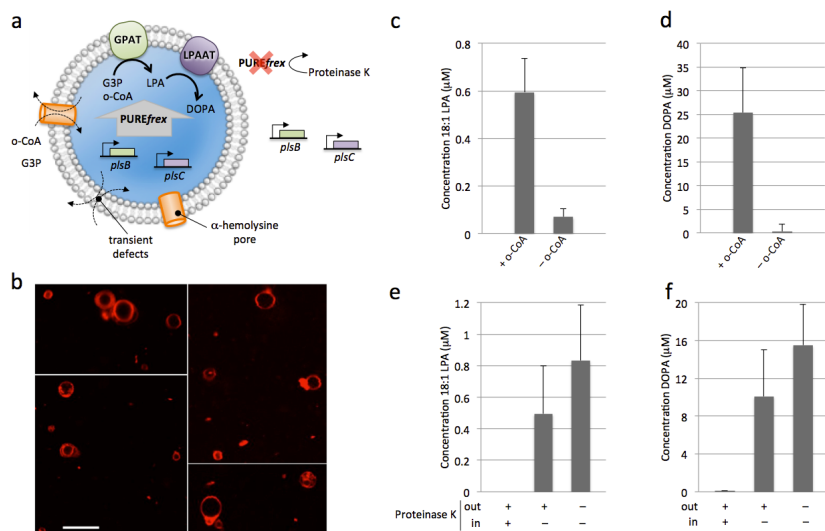 a
GPAT
LPAAT
PUREfrex
Proteinase K
G3P
o-CoA
LPA
DOPA
PUREfrex
o-CoA
G3P
plsB
plsC
plsB
plsC
transient
defects
α-hemolysine
pore
b
c
Concentration 18:1 LPA (μM)
0.8
0.6
0.4
0.2
0
+ o-CoA
– o-CoA
d
Concentration DOPA (μM)
40
35
30
25
20
15
10
5
0
+ o-CoA
– o-CoA
e
Concentration 18:1 LPA (μM)
1.2
1
0.8
0.6
0.4
0.2
0
Proteinase K
out + + –
in + – –
f
Concentration DOPA (μM)
20
16
12
8
4
0
out + + –
in + – –